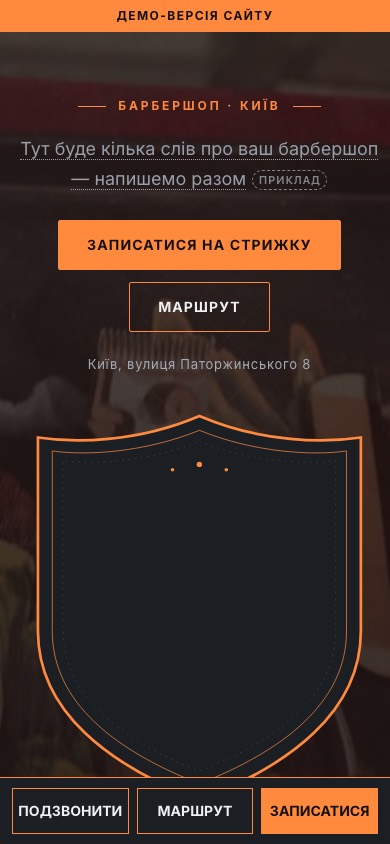 ДЕМО-ВЕРСІЯ САЙТУ
БАРБЕРШОП · КИЇВ
Тут буде кілька слів про ваш барбершоп
— напишемо разом ПРИКЛАД
ЗАПИСАТИСЯ НА СТРИЖКУ
МАРШРУТ
Київ, вулиця Паторжинського 8
ПОДЗВОНИТИ МАРШРУТ ЗАПИСАТИСЯ